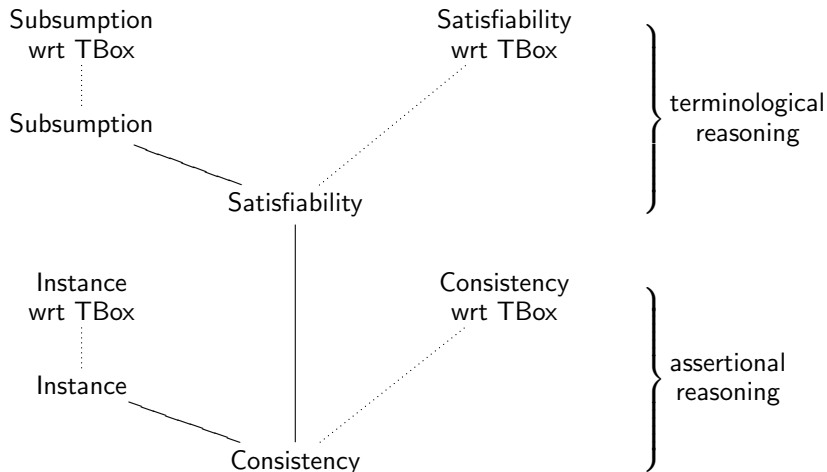 Subsumption
wrt TBox
Satisfiability
wrt TBox
terminological
reasoning
Subsumption
Satisfiability
Instance
wrt TBox
Consistency
wrt TBox
assertional
reasoning
Instance
Consistency